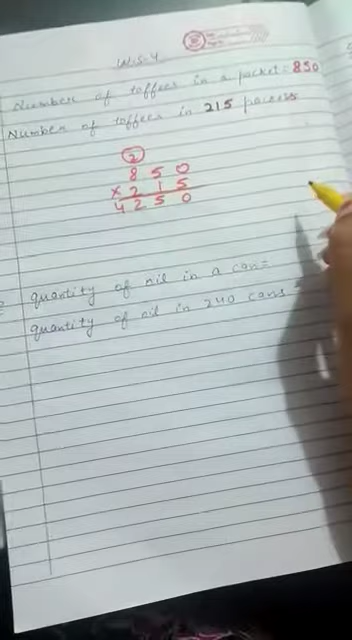 W.S-4
Number of toffees in a packet = 850
Number of toffees in 215 packets
2
8 5 0
× 2 1 5
4 2 5 0
quantity of oil in a can =
quantity of oil in 240 cans